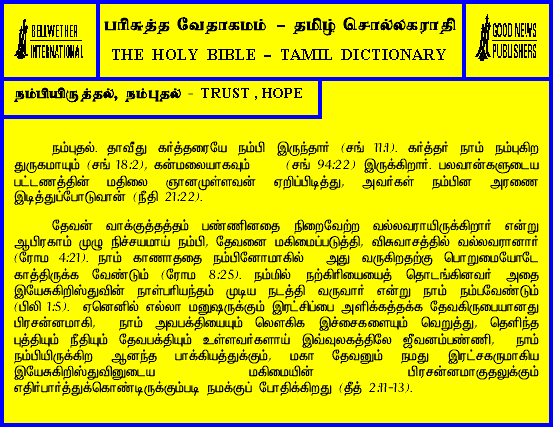 BELLWETHER
INTERNATIONAL
பரிசுத்த வேதாகமம் - தமிழ் சொல்லகராதி
THE HOLY BIBLE - TAMIL DICTIONARY
GOOD NEWS
PUBLISHERS
நம்பியிருத்தல், நம்புதல் - TRUST , HOPE
நம்புதல். தாவீது கர்த்தரையே நம்பி இருந்தார் (சங் 11:1). கர்த்தர் நாம் நம்புகிற
துருகமாயும் (சங் 18:2), கன்மலையாகவும் (சங் 94:22) இருக்கிறார். பலவான்களுடைய
பட்டணத்தின் மதிலை ஞானமுள்ளவன் ஏறிப்பிடித்து, அவர்கள் நம்பின அரணை
இடித்துப்போடுவான் (நீதி 21:22).
தேவன் வாக்குத்தத்தம் பண்ணினதை நிறைவேற்ற வல்லவராயிருக்கிறார் என்று
ஆபிரகாம் முழு நிச்சயமாய் நம்பி, தேவனை மகிமைப்படுத்தி, விசுவாசத்தில் வல்லவரானார்
(ரோம 4:21). நாம் காணாததை நம்பினோமாகில் அது வருகிறதற்கு பொறுமையோடே
காத்திருக்க வேண்டும் (ரோம 8:25). நம்மில் நற்கிரியையைத் தொடங்கினவர் அதை
இயேசுகிறிஸ்துவின் நாள்பரியந்தம் முடிய நடத்தி வருவார் என்று நாம் நம்பவேண்டும்
(பிலி 1:5). ஏனெனில் எல்லா மனுஷருக்கும் இரட்சிப்பை அளிக்கத்தக்க தேவகிருபையானது
பிரசன்னமாகி, நாம் அவபக்தியையும் லௌகிக இச்சைகளையும் வெறுத்து, தெளிந்த
புத்தியும் நீதியும் தேவபக்தியும் உள்ளவர்களாய் இவ்வுலகத்திலே ஜீவனம்பண்ணி, நாம்
நம்பியிருக்கிற ஆனந்த பாக்கியத்துக்கும், மகா தேவனும் நமது இரட்சகருமாகிய
இயேசுகிறிஸ்துவினுடைய மகிமையின் பிரசன்னமாகுதலுக்கும்
எதிர்பார்த்துக்கொண்டிருக்கும்படி நமக்குப் போதிக்கிறது (தீத் 2:11-13).